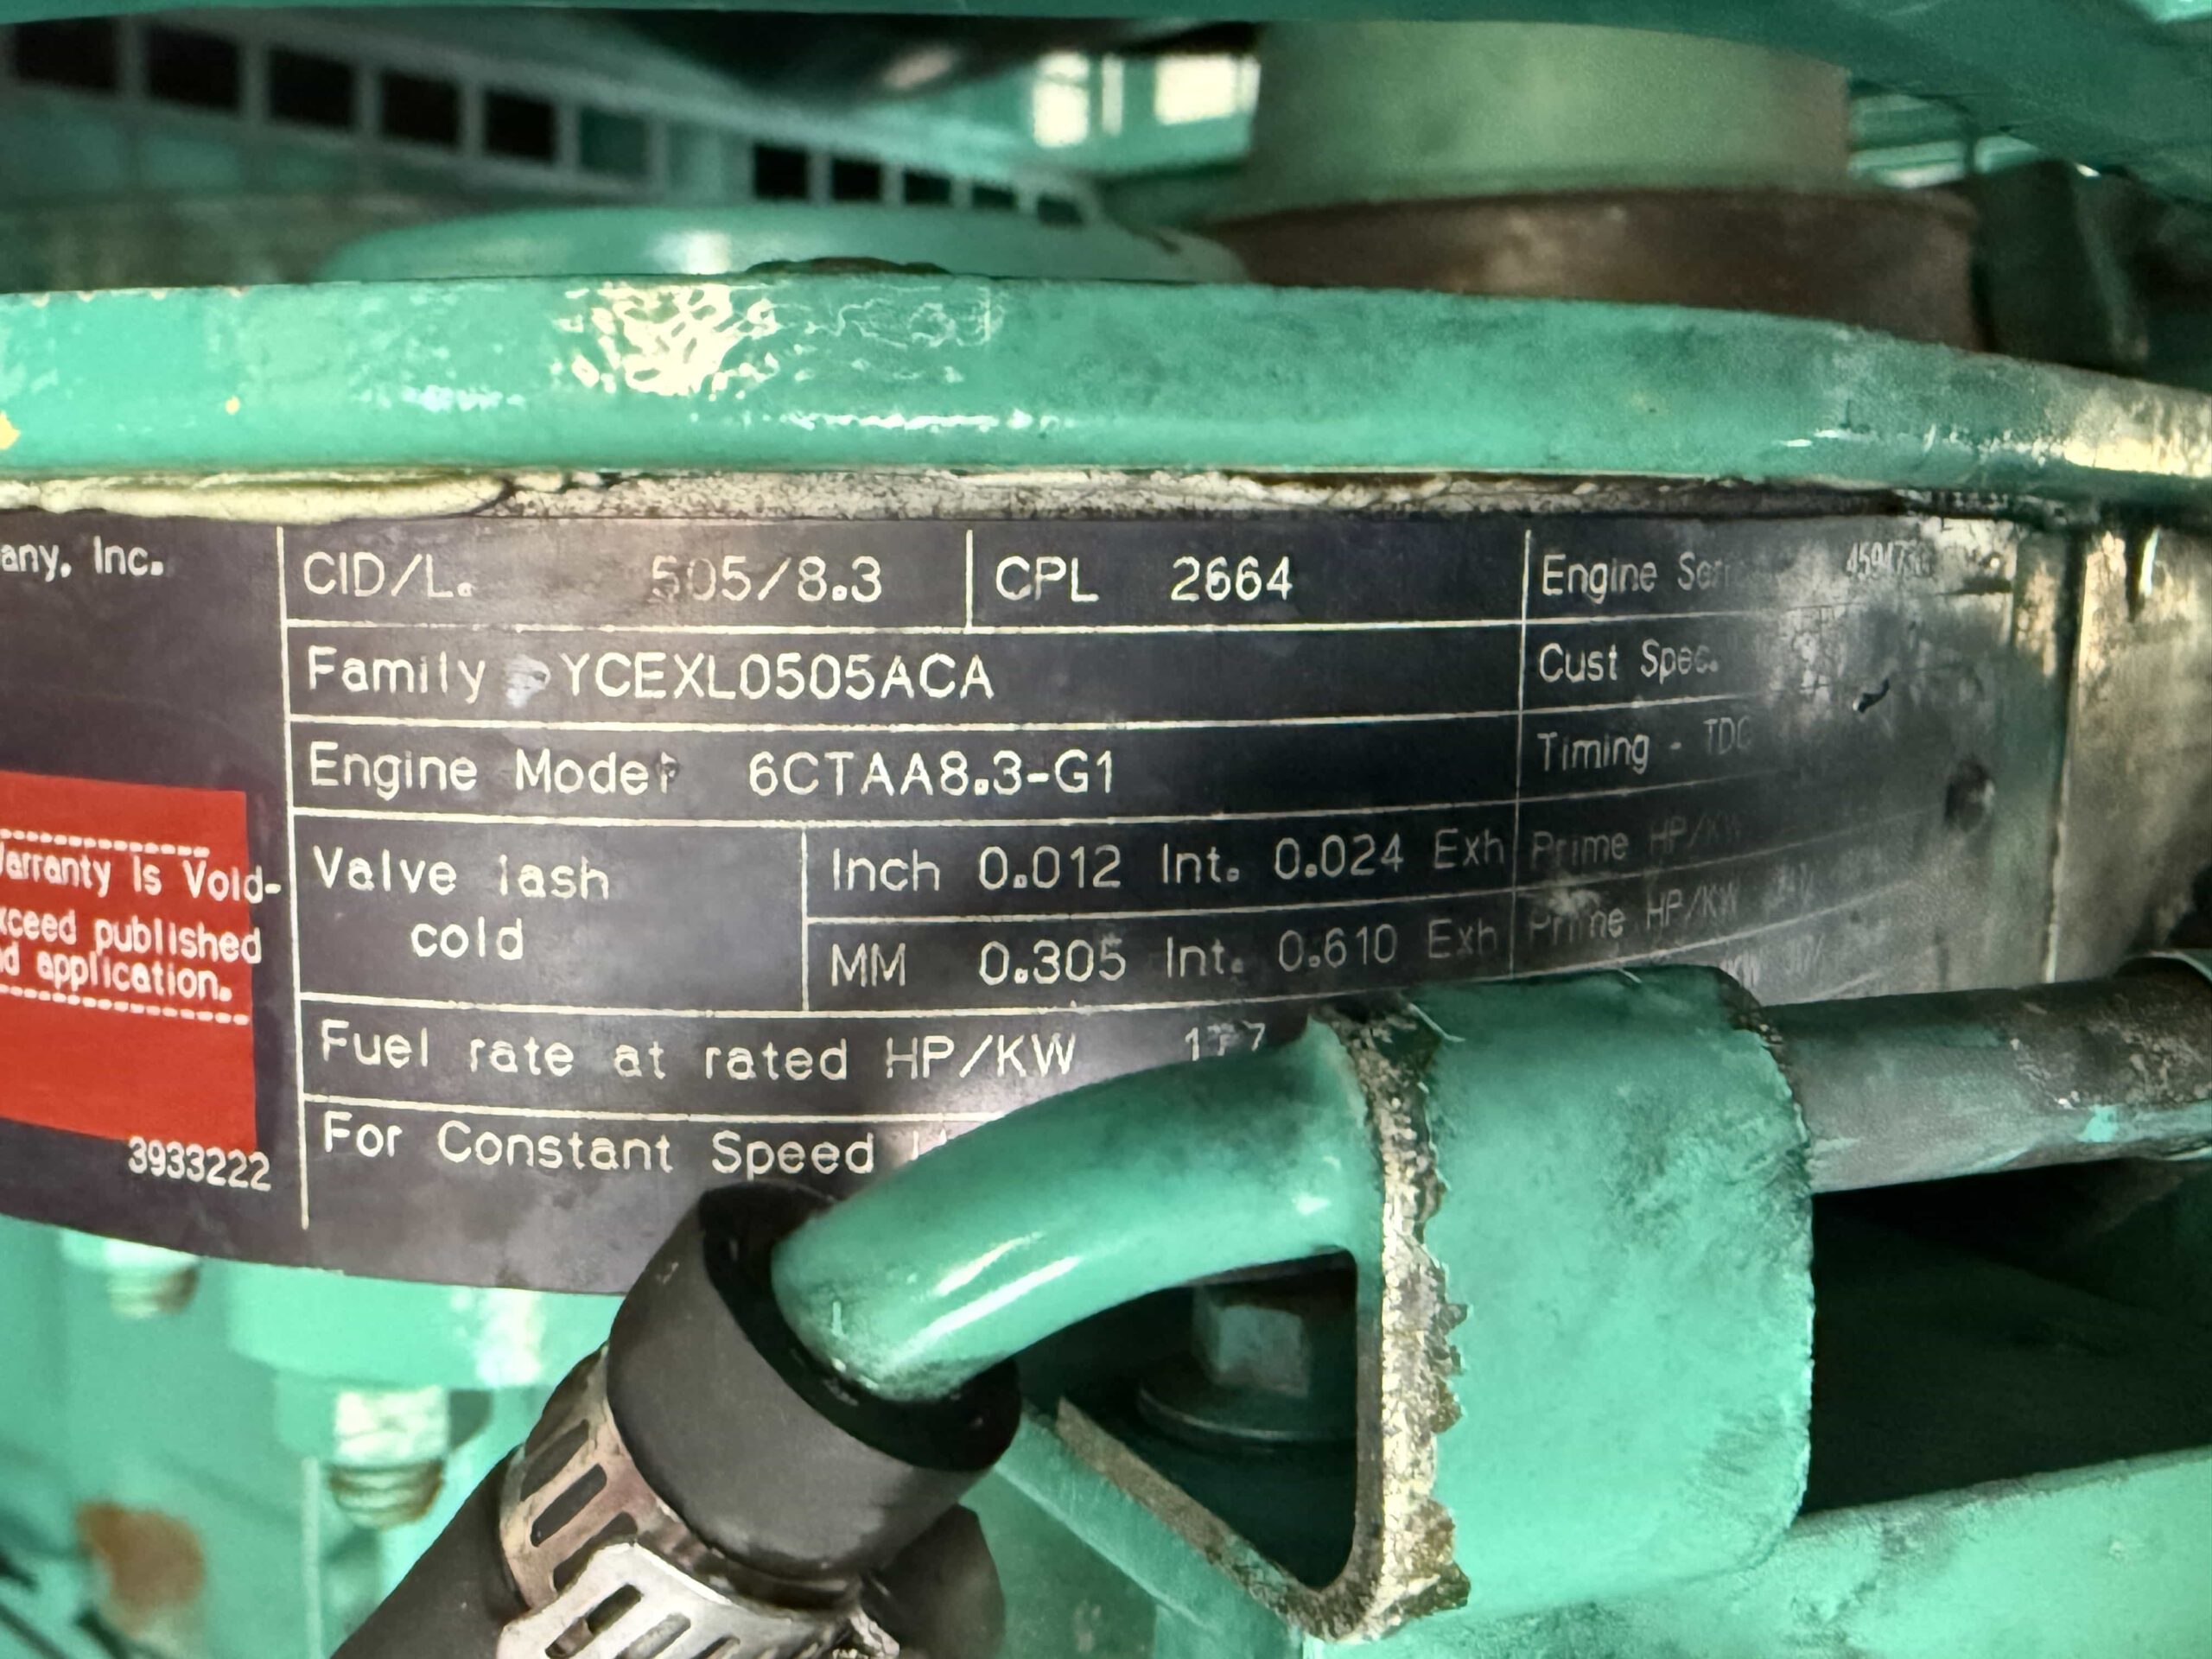 any, Inc.
CID/L. 505/8.3
CPL 2664
Engine
Family YCEXL0505ACA
Cust Spec.
Engine Model 6CTAA8.3-G1
Timing - TDC
Valve lash
cold
Inch 0.012 Int. 0.024 Exh
MM 0.305 Int. 0.610 Exh
Prime HP/KW
Prime HP/KW
Fuel rate at rated HP/KW
For Constant Speed
Warranty Is Void-
xceed published
nd application.
3933222